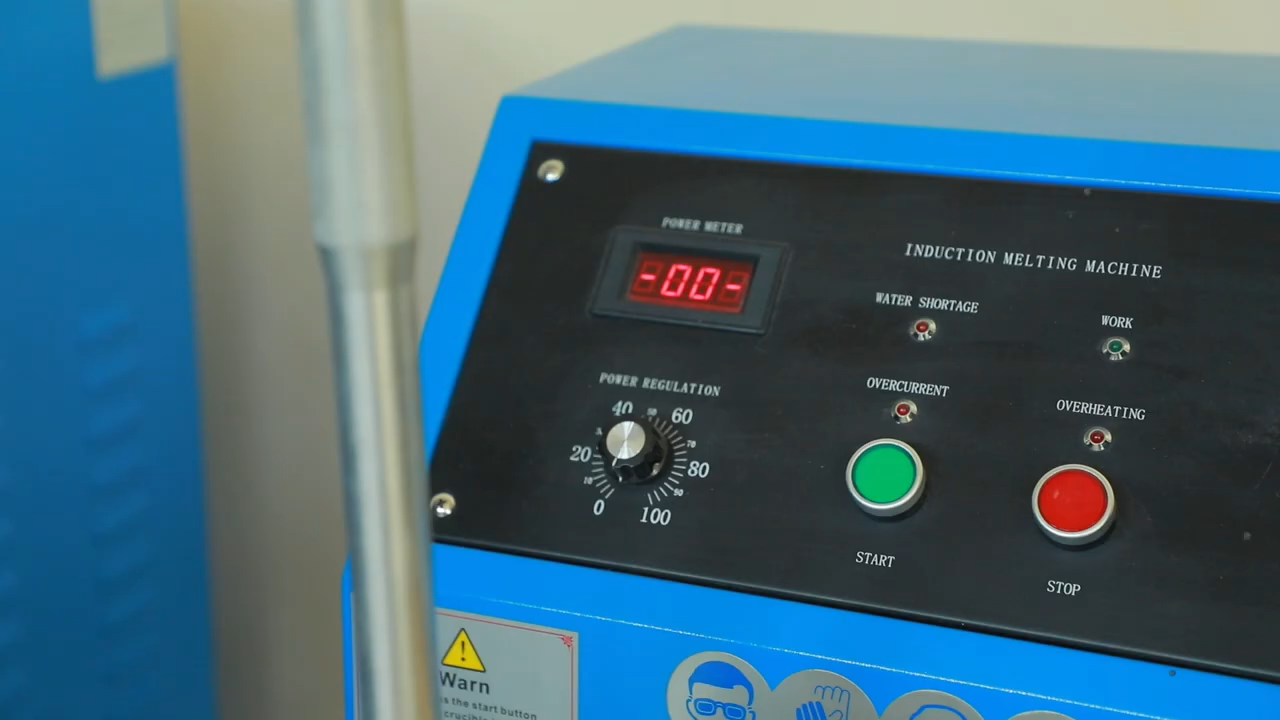 POWER METER
-00-
INDUCTION MELTING MACHINE
WATER SHORTAGE
WORK
POWER REGULATION
OVERCURRENT
OVERHEATING
40 50 60
70
20 80
10 90
0 100
START
STOP
Warn
the start button